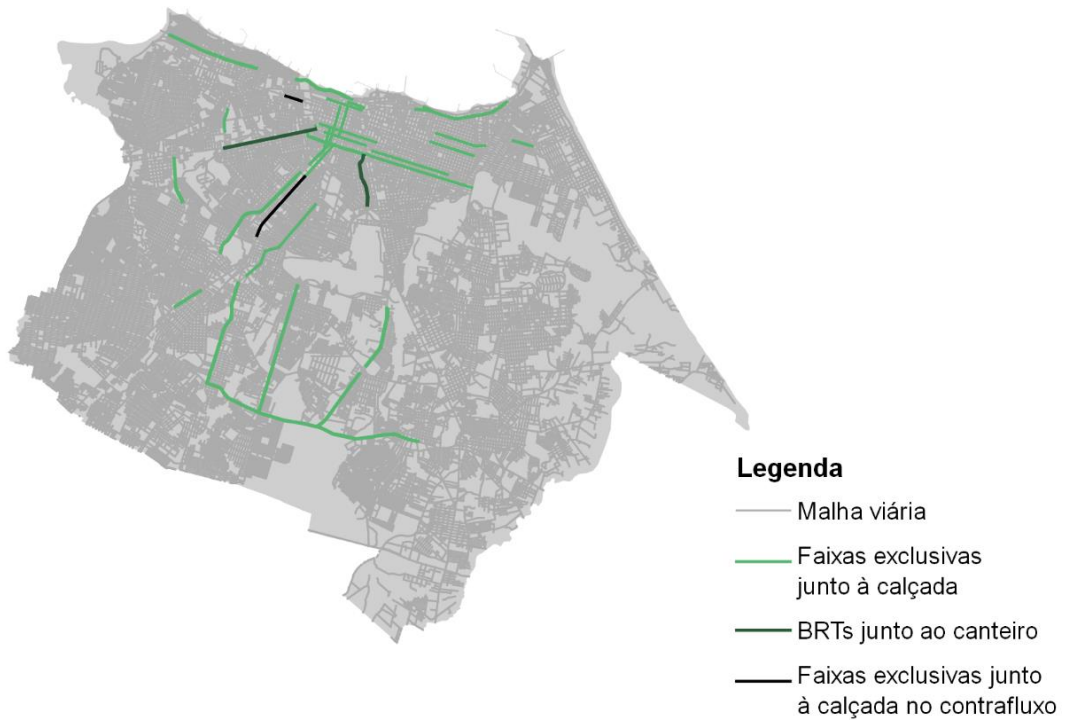 Legenda
Malha viária
Faixas exclusivas
junto à calçada
BRTs junto ao canteiro
Faixas exclusivas junto
à calçada no contrafluxo